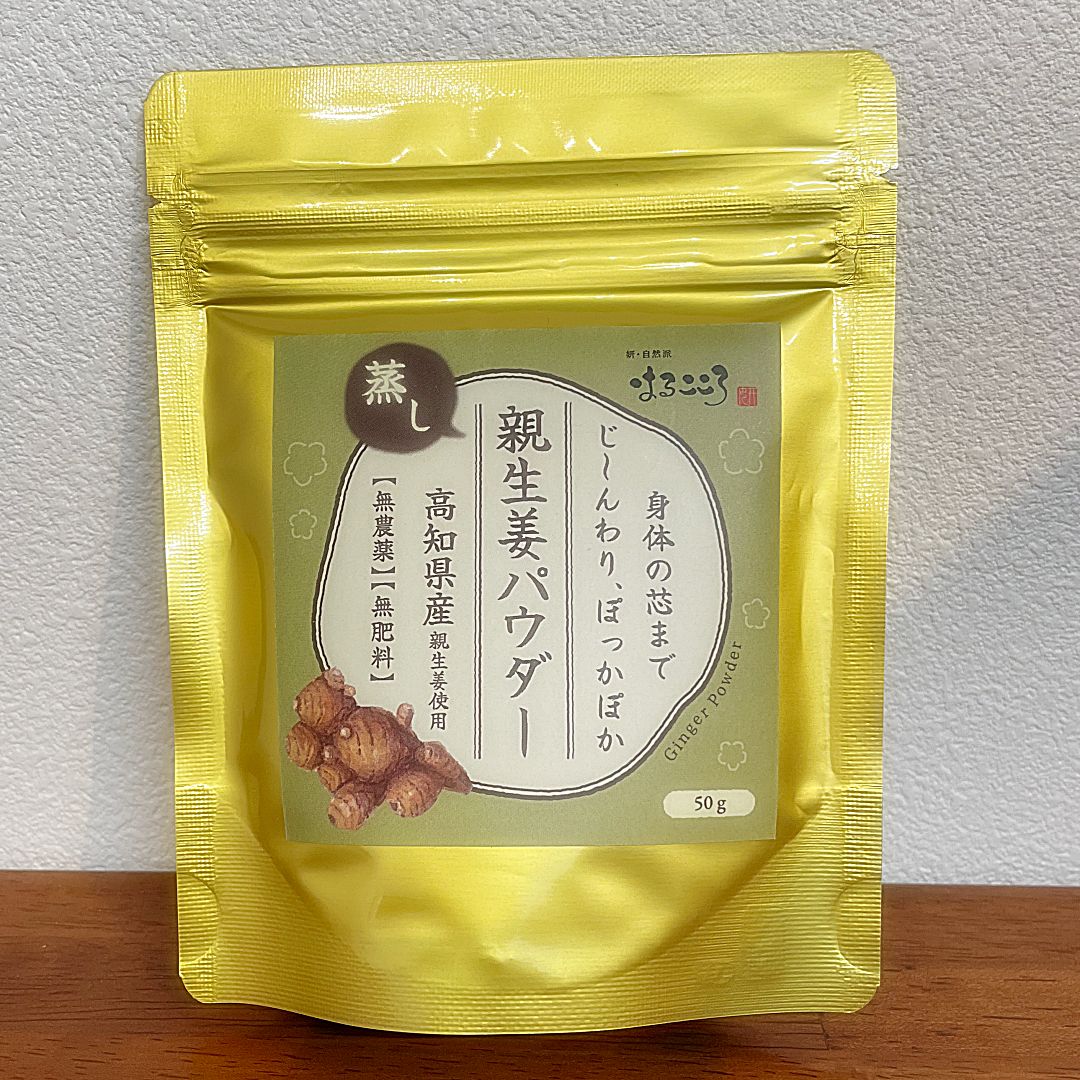 妍・自然派
はるこころ
蒸し
身体の芯まで
じ〜んわり、ぽっかぽか
親生姜パウダー
高知県産 親生姜使用
【無農薬】【無肥料】
Ginger Powder
50g